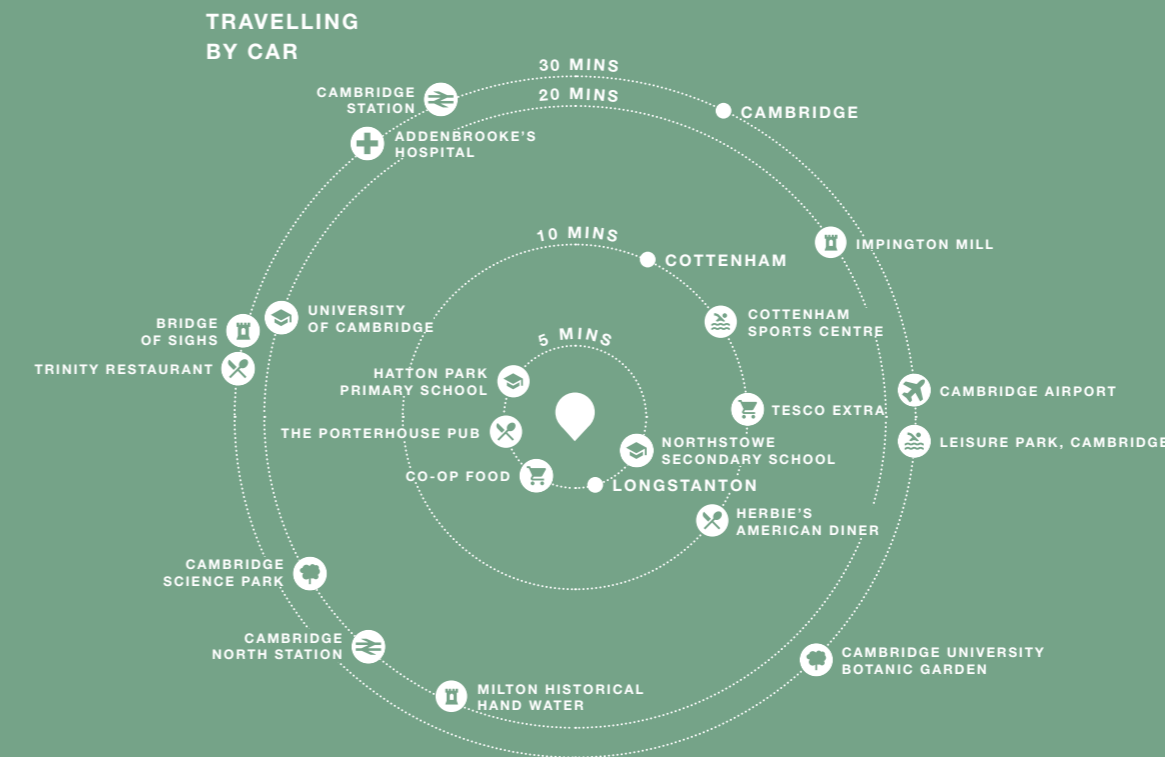 TRAVELLING
BY CAR
30 MINS
20 MINS
CAMBRIDGE
STATION
CAMBRIDGE
ADDENBROOKE'S
HOSPITAL
10 MINS
IMPINGTON MILL
COTTENHAM
UNIVERSITY
OF CAMBRIDGE
BRIDGE
OF SIGHS
COTTENHAM
SPORTS CENTRE
5 MINS
TRINITY RESTAURANT
HATTON PARK
PRIMARY SCHOOL
CAMBRIDGE AIRPORT
TESCO EXTRA
THE PORTERHOUSE PUB
NORTHSTOWE
SECONDARY SCHOOL
LEISURE PARK, CAMBRIDGE
CO-OP FOOD
LONGSTANTON
HERBIE'S
AMERICAN DINER
CAMBRIDGE
SCIENCE PARK
CAMBRIDGE
NORTH STATION
CAMBRIDGE UNIVERSITY
BOTANIC GARDEN
MILTON HISTORICAL
HAND WATER